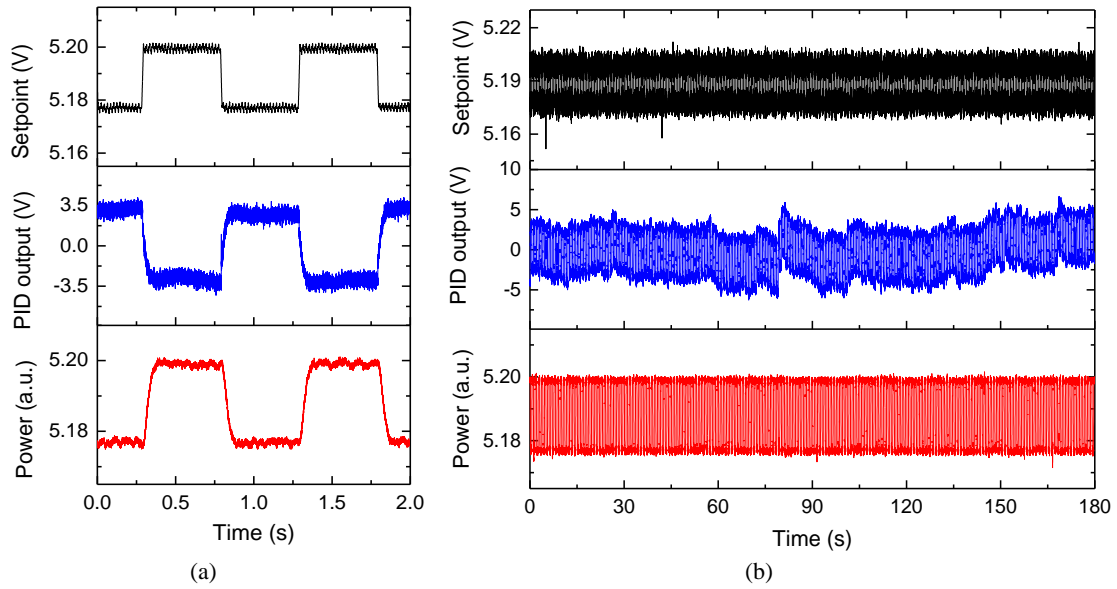 Setpoint (V)
5.20
5.18
5.16
PID output (V)
3.5
0.0
-3.5
Power (a.u.)
5.20
5.18
0.0
0.5
1.0
1.5
2.0
Time (s)
(a)
Setpoint (V)
5.22
5.19
5.16
PID output (V)
10
5
0
-5
Power (a.u.)
5.20
5.18
0
30
60
90
120
150
180
Time (s)
(b)